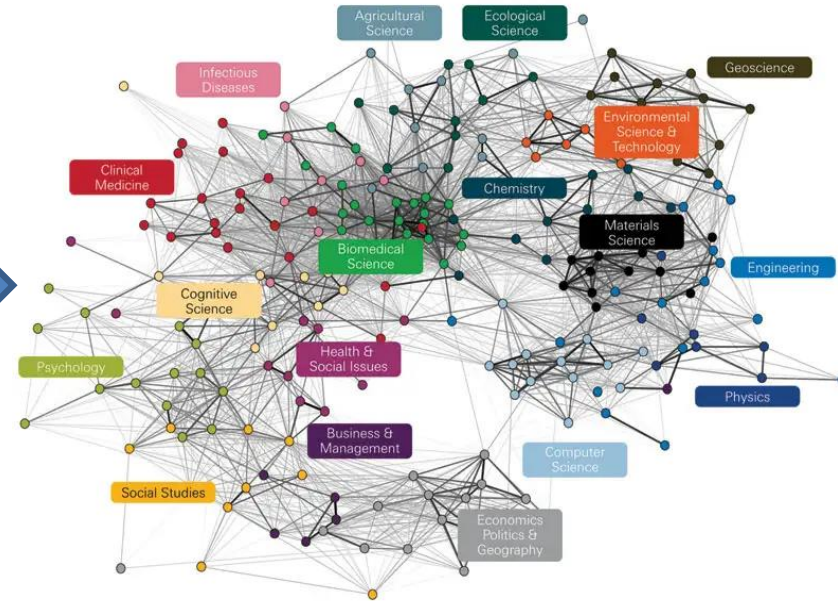 Agricultural
Science
Ecological
Science
Infectious
Diseases
Geoscience
Environmental
Science &
Technology
Clinical
Medicine
Chemistry
Materials
Science
Biomedical
Science
Engineering
Cognitive
Science
Psychology
Health &
Social Issues
Physics
Business &
Management
Computer
Science
Social Studies
Economics
Politics &
Geography